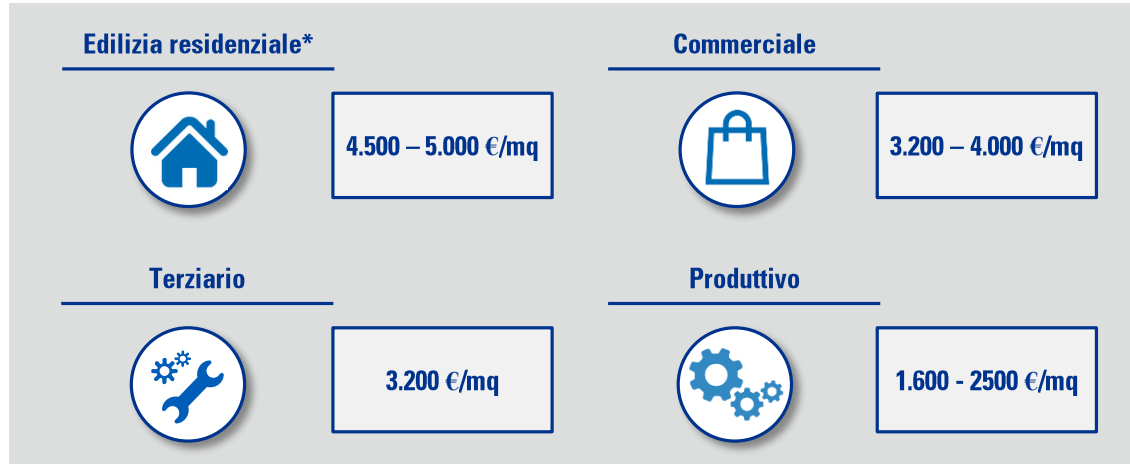 Edilizia residenziale*
4.500 – 5.000 €/mq
Commerciale
3.200 – 4.000 €/mq
Terziario
3.200 €/mq
Produttivo
1.600 - 2500 €/mq